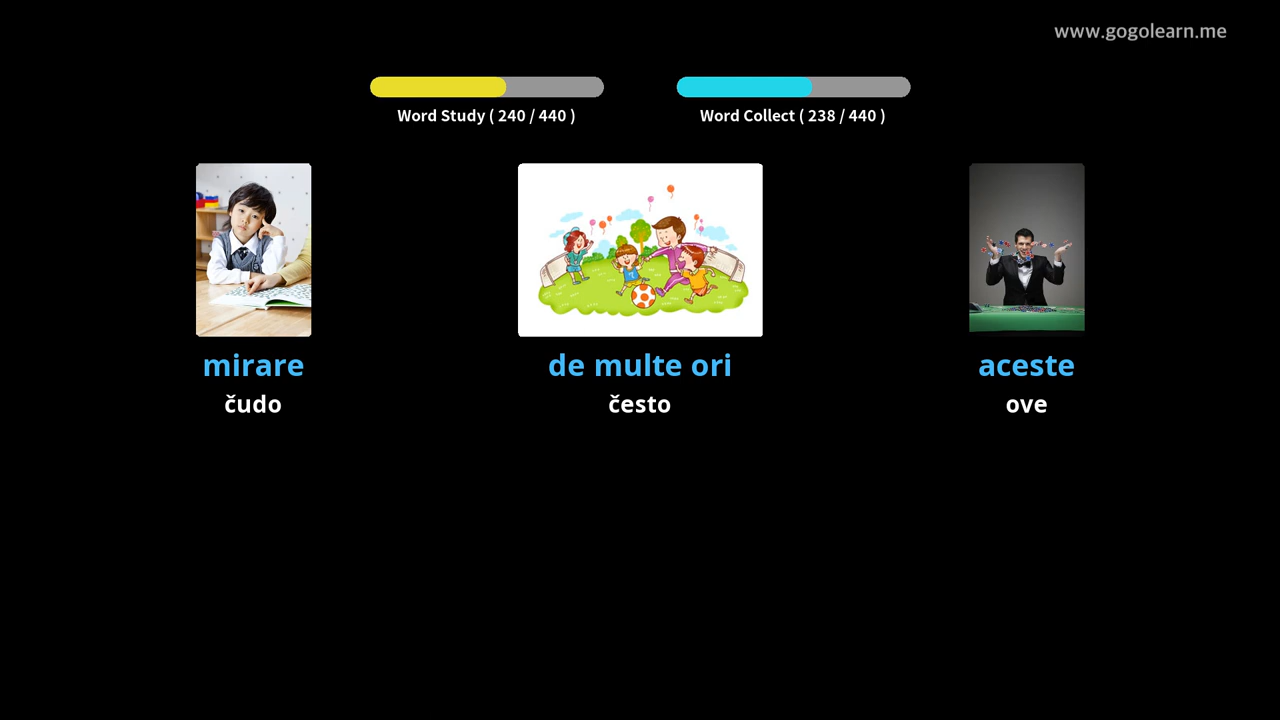 www.gogolearn.me
Word Study ( 240 / 440 )
Word Collect ( 238 / 440 )
mirare
čudo
de multe ori
često
aceste
ove